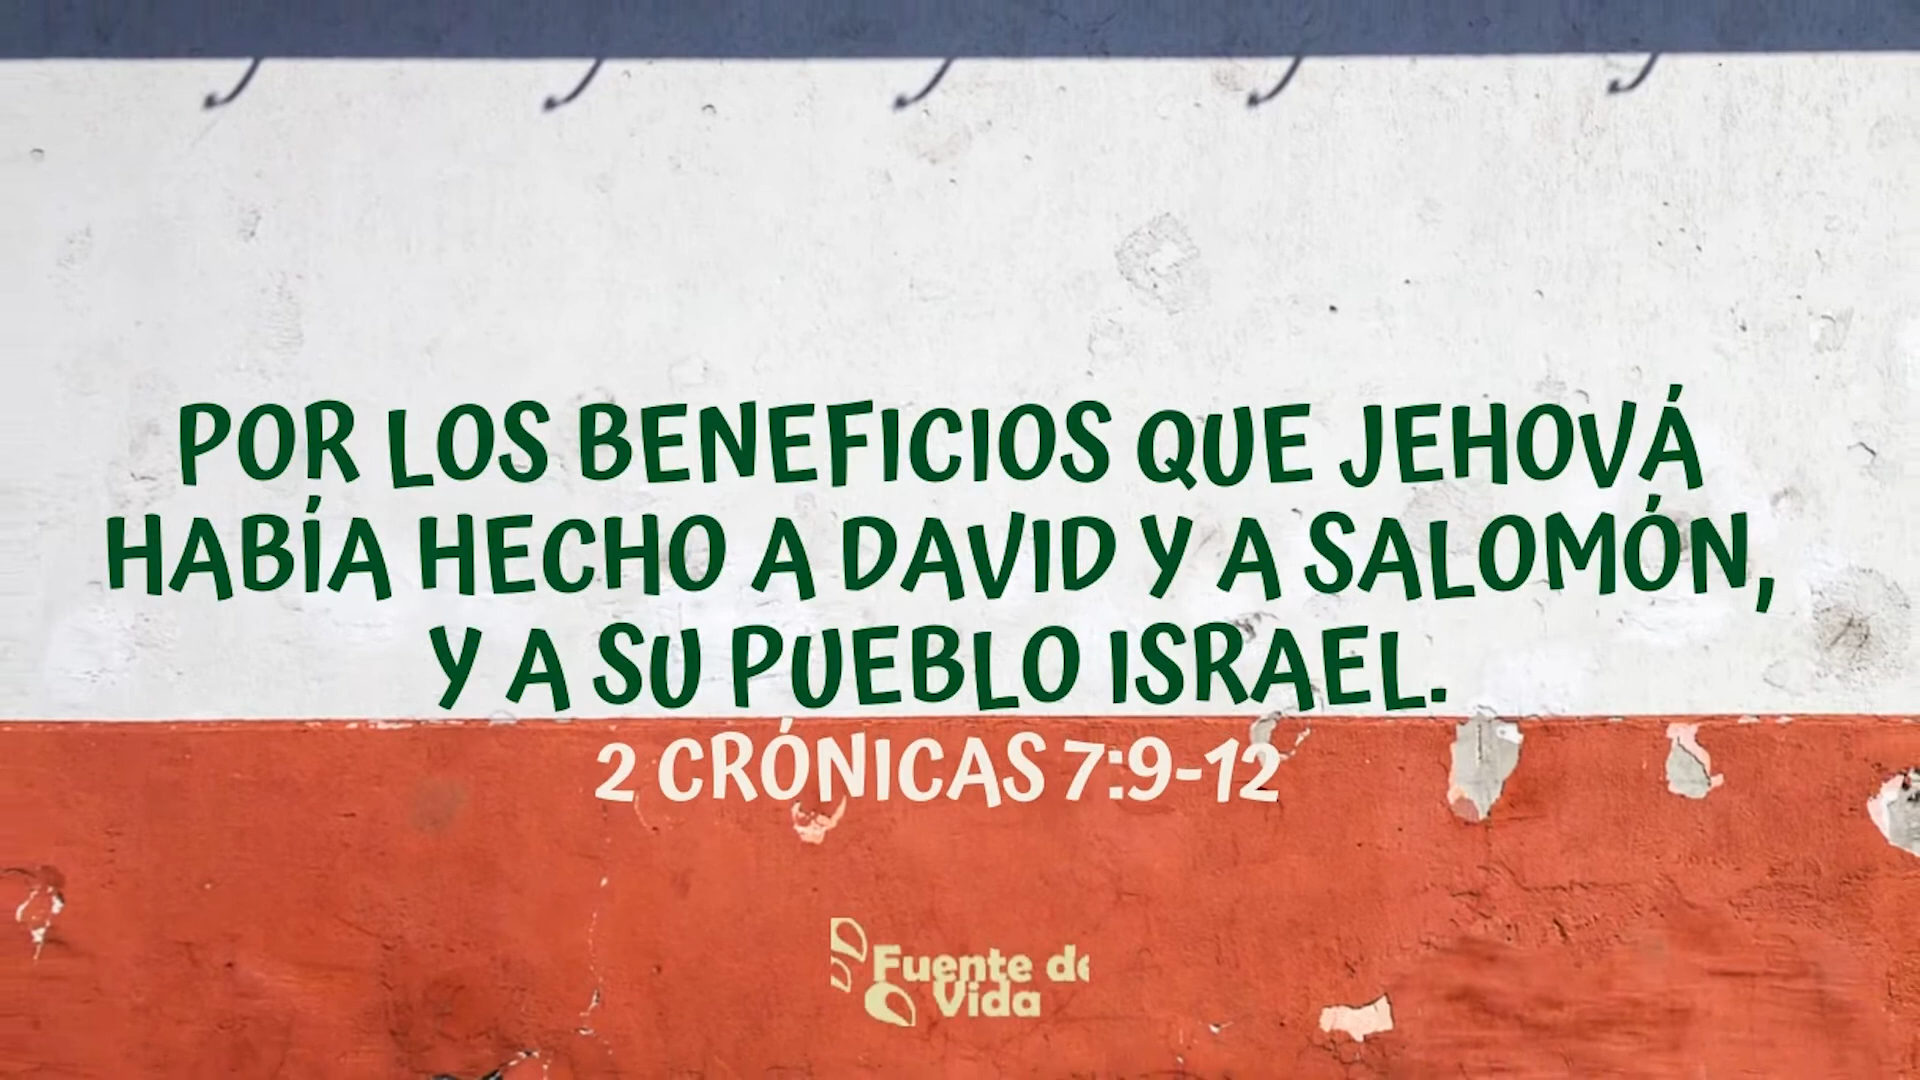 POR LOS BENEFICIOS QUE JEHOVÁ
HABÍA HECHO A DAVID Y A SALOMÓN,
Y A SU PUEBLO ISRAEL.
2 CRÓNICAS 7:9-12
Fuente de
Vida